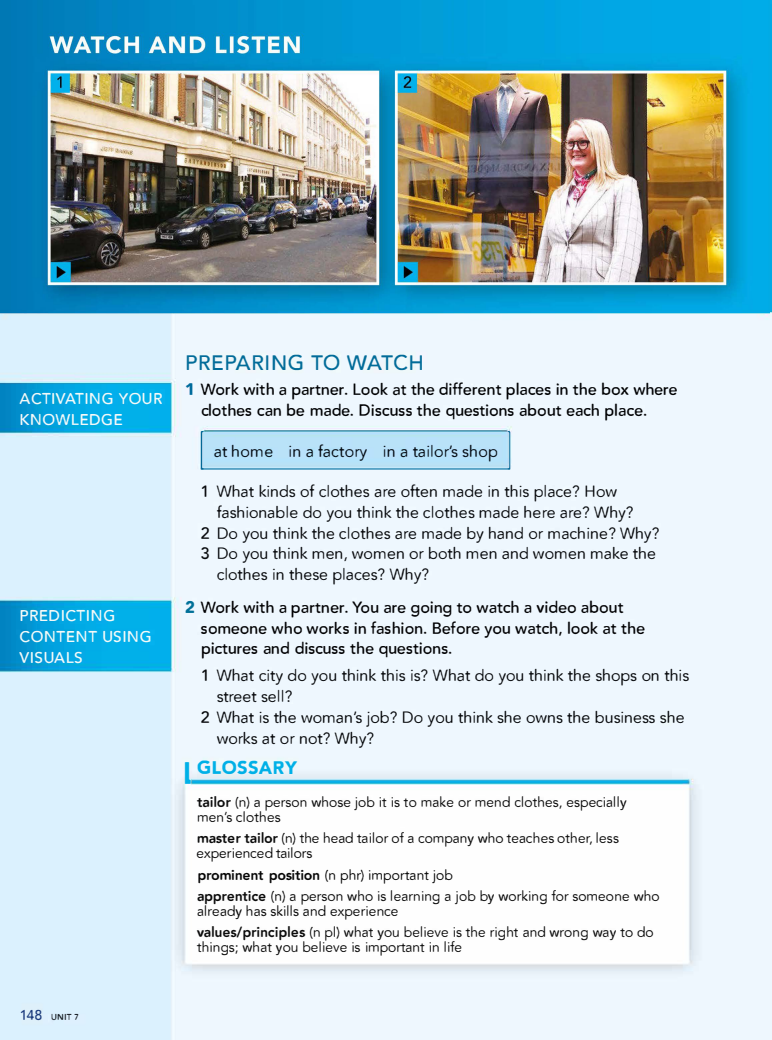 WATCH AND LISTEN
1
2
PREPARING TO WATCH
ACTIVATING YOUR
KNOWLEDGE
1 Work with a partner. Look at the different places in the box where
clothes can be made. Discuss the questions about each place.
at home in a factory in a tailor's shop
1 What kinds of clothes are often made in this place? How
fashionable do you think the clothes made here are? Why?
2 Do you think the clothes are made by hand or machine? Why?
3 Do you think men, women or both men and women make the
clothes in these places? Why?
PREDICTING
CONTENT USING
VISUALS
2 Work with a partner. You are going to watch a video about
someone who works in fashion. Before you watch, look at the
pictures and discuss the questions.
1 What city do you think this is? What do you think the shops on this
street sell?
2 What is the woman's job? Do you think she owns the business she
works at or not? Why?
GLOSSARY
tailor (n) a person whose job it is to make or mend clothes, especially
men's clothes
master tailor (n) the head tailor of a company who teaches other, less
experienced tailors
prominent position (n phr) important job
apprentice (n) a person who is learning a job by working for someone who
already has skills and experience
values/principles (n pl) what you believe is the right and wrong way to do
things; what you believe is important in life
148 UNIT 7